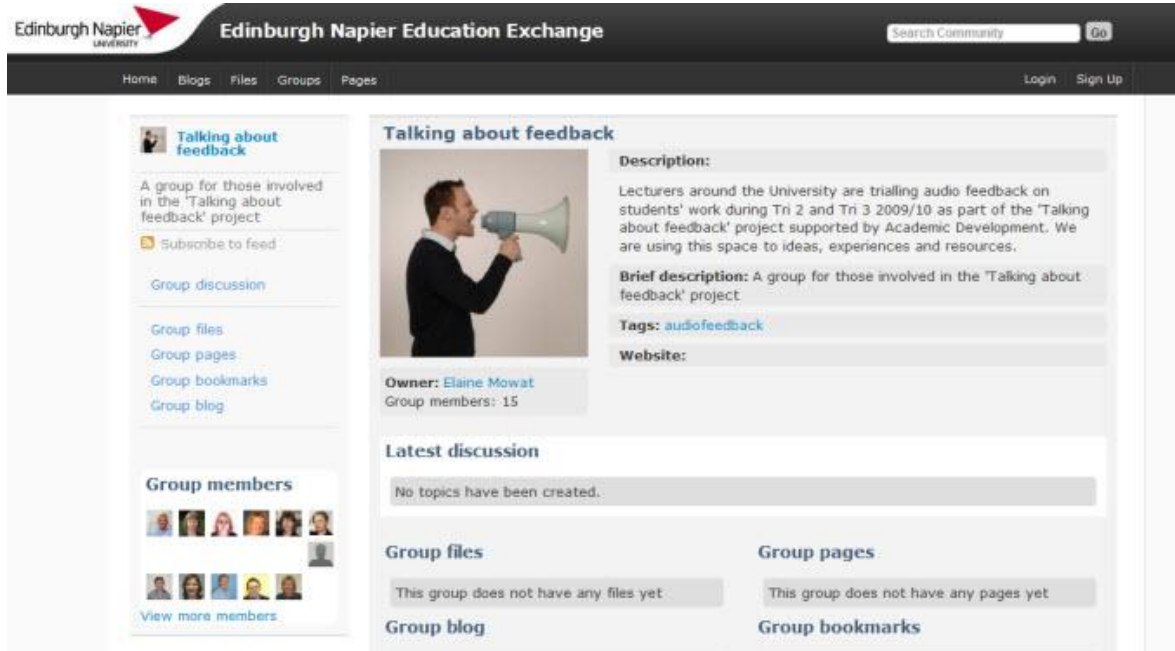 Edinburgh Napier
UNIVERSITY
Edinburgh Napier Education Exchange
Search Community
Go
Home Blogs Files Groups Pages
Login Sign Up
Talking about
feedback
A group for those involved
in the 'Talking about
feedback' project
Subscribe to feed
Group discussion
Group files
Group pages
Group bookmarks
Group blog
Group members
View more members
Talking about feedback
Owner: Elaine Mowat
Group members: 15
Description:
Lecturers around the University are trialling audio feedback on
students' work during Tri 2 and Tri 3 2009/10 as part of the 'Talking
about feedback' project supported by Academic Development. We
are using this space to ideas, experiences and resources.
Brief description: A group for those involved in the 'Talking about
feedback' project
Tags: audiofeedback
Website:
Latest discussion
No topics have been created.
Group files
This group does not have any files yet
Group pages
This group does not have any pages yet
Group blog
Group bookmarks